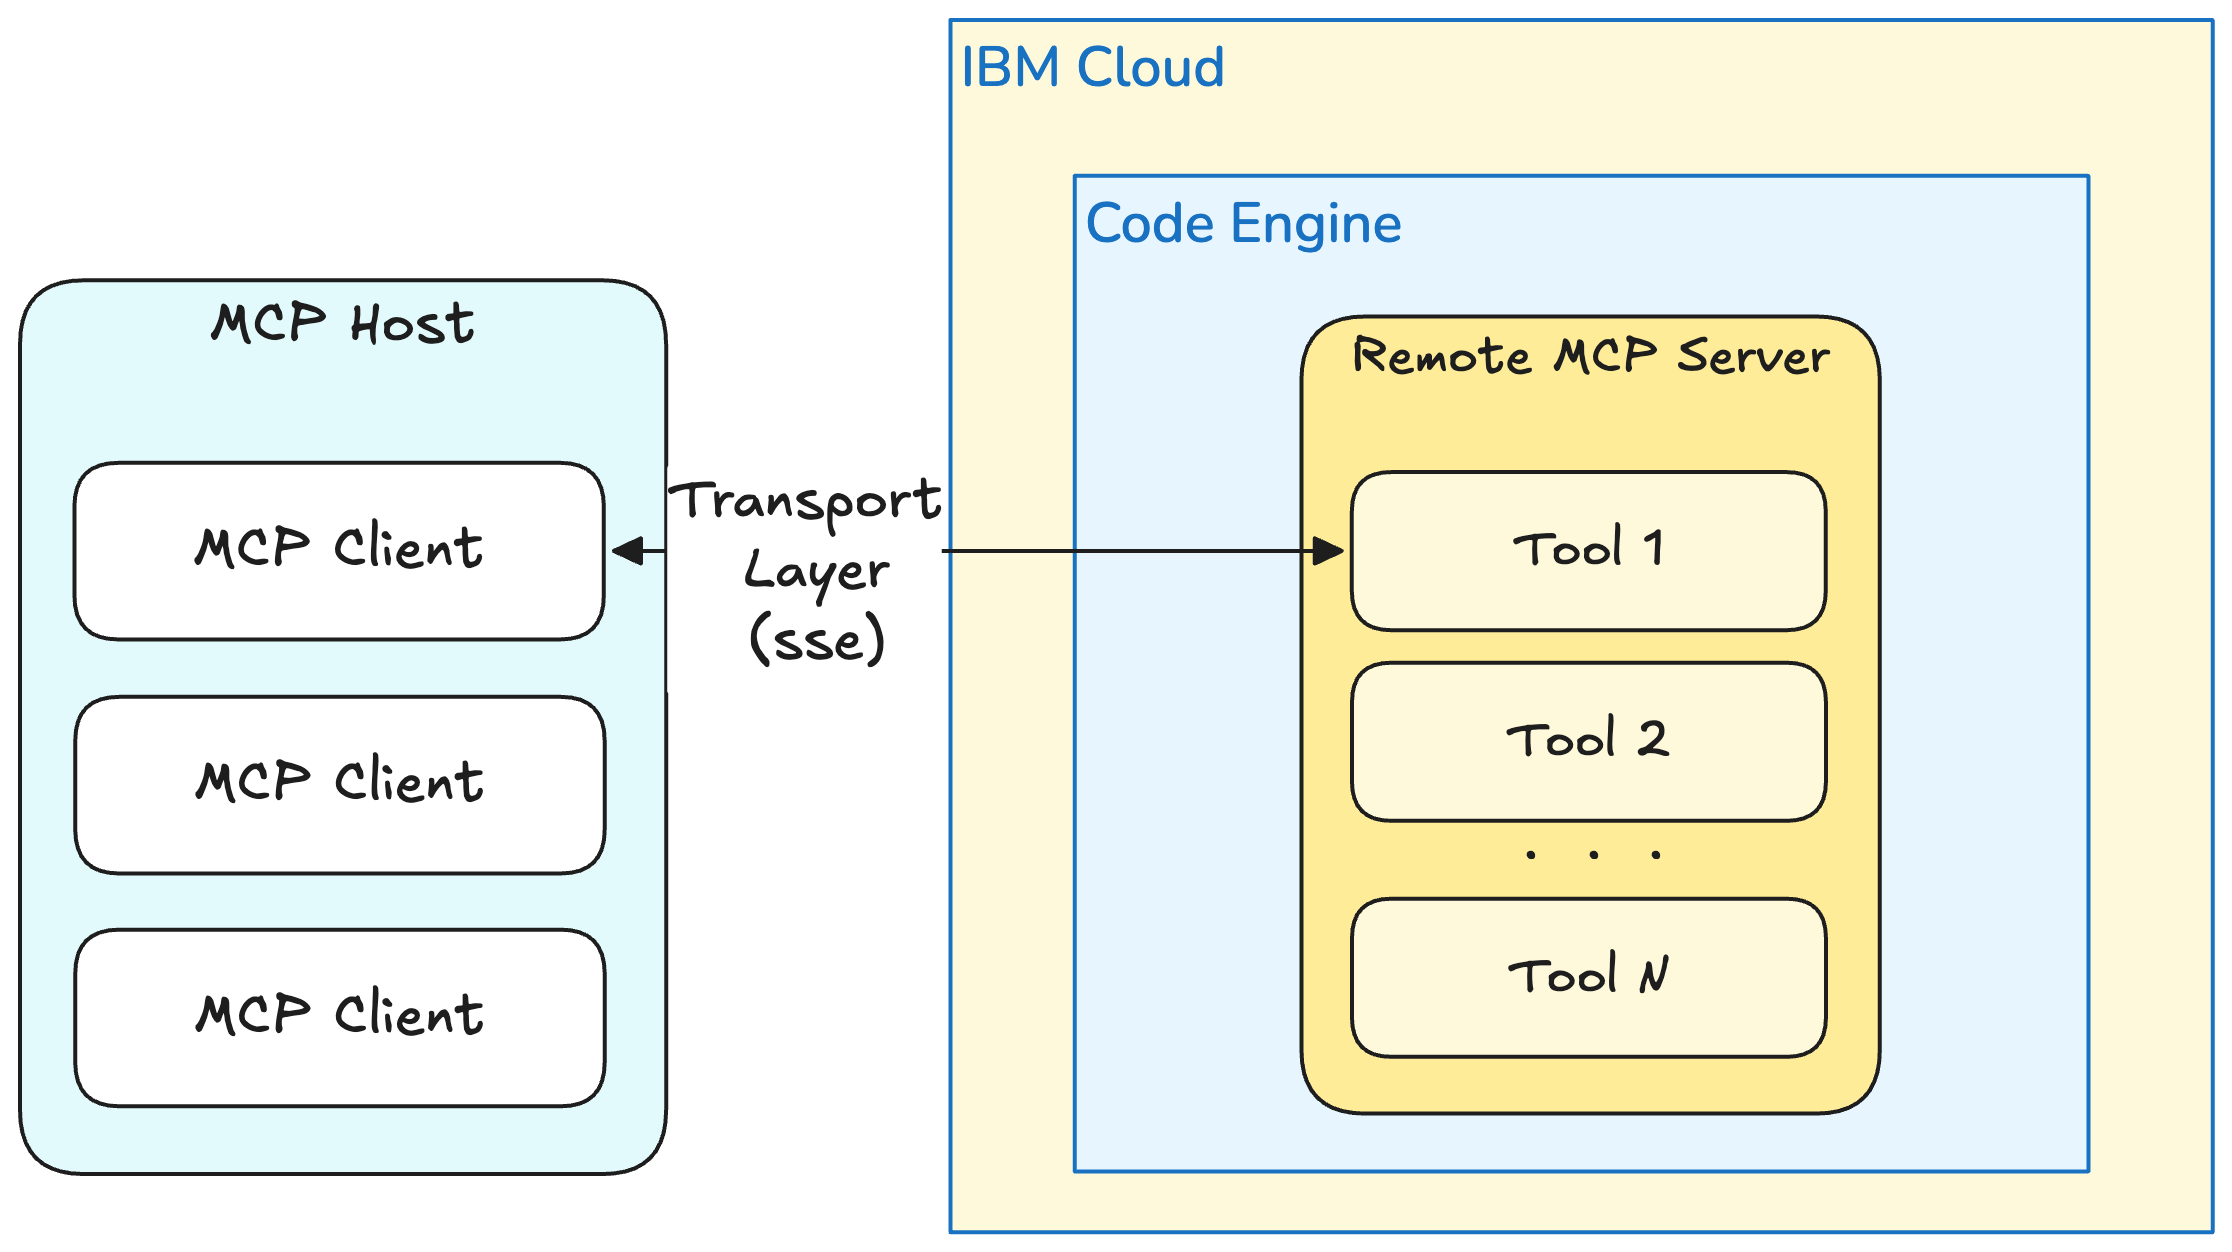 IBM Cloud
Code Engine
MCP Host
MCP Client
MCP Client
MCP Client
Transport
Layer
(sse)
Remote MCP Server
Tool 1
Tool 2
. . .
Tool N